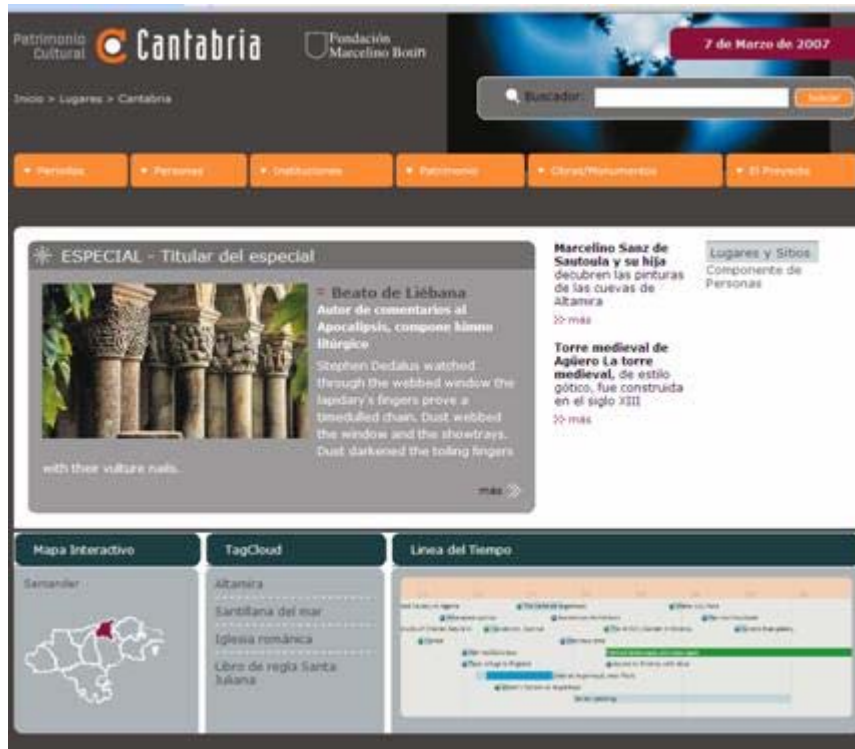 Patrimonio
Cultural
Cantabria
Fundación
Marcelino Botín
7 de Marzo de 2007
Inicio > Lugares > Cantabria
Buscador:
buscar
Periodos
Personas
Instituciones
Patrimonio
Obras/Monumentos
El Proyecto
ESPECIAL - Titular del especial
Beato de Liébana
Autor de comentarios al
Apocalipsis, compone himno
litúrgico
Stephen Dedalus watched
through the webbed window the
lapidary's fingers prove a
timedulled chain. Dust webbed
the window and the showtrays.
Dust darkened the toiling fingers
with their vulture nails.
más
Marcelino Sanz de
Sautuola y su hija
decubren las pinturas
de las cuevas de
Altamira
>> más
Torre medieval de
Agüero La torre
medieval, de estilo
gótico, fue construida
en el siglo XIII
>> más
Lugares y Sitios
Componente de
Personas
Mapa Interactivo
Santander
TagCloud
Altamira
Santillana del mar
Iglesia románica
Libro de regla Santa
Iuliana
Linea del Tiempo